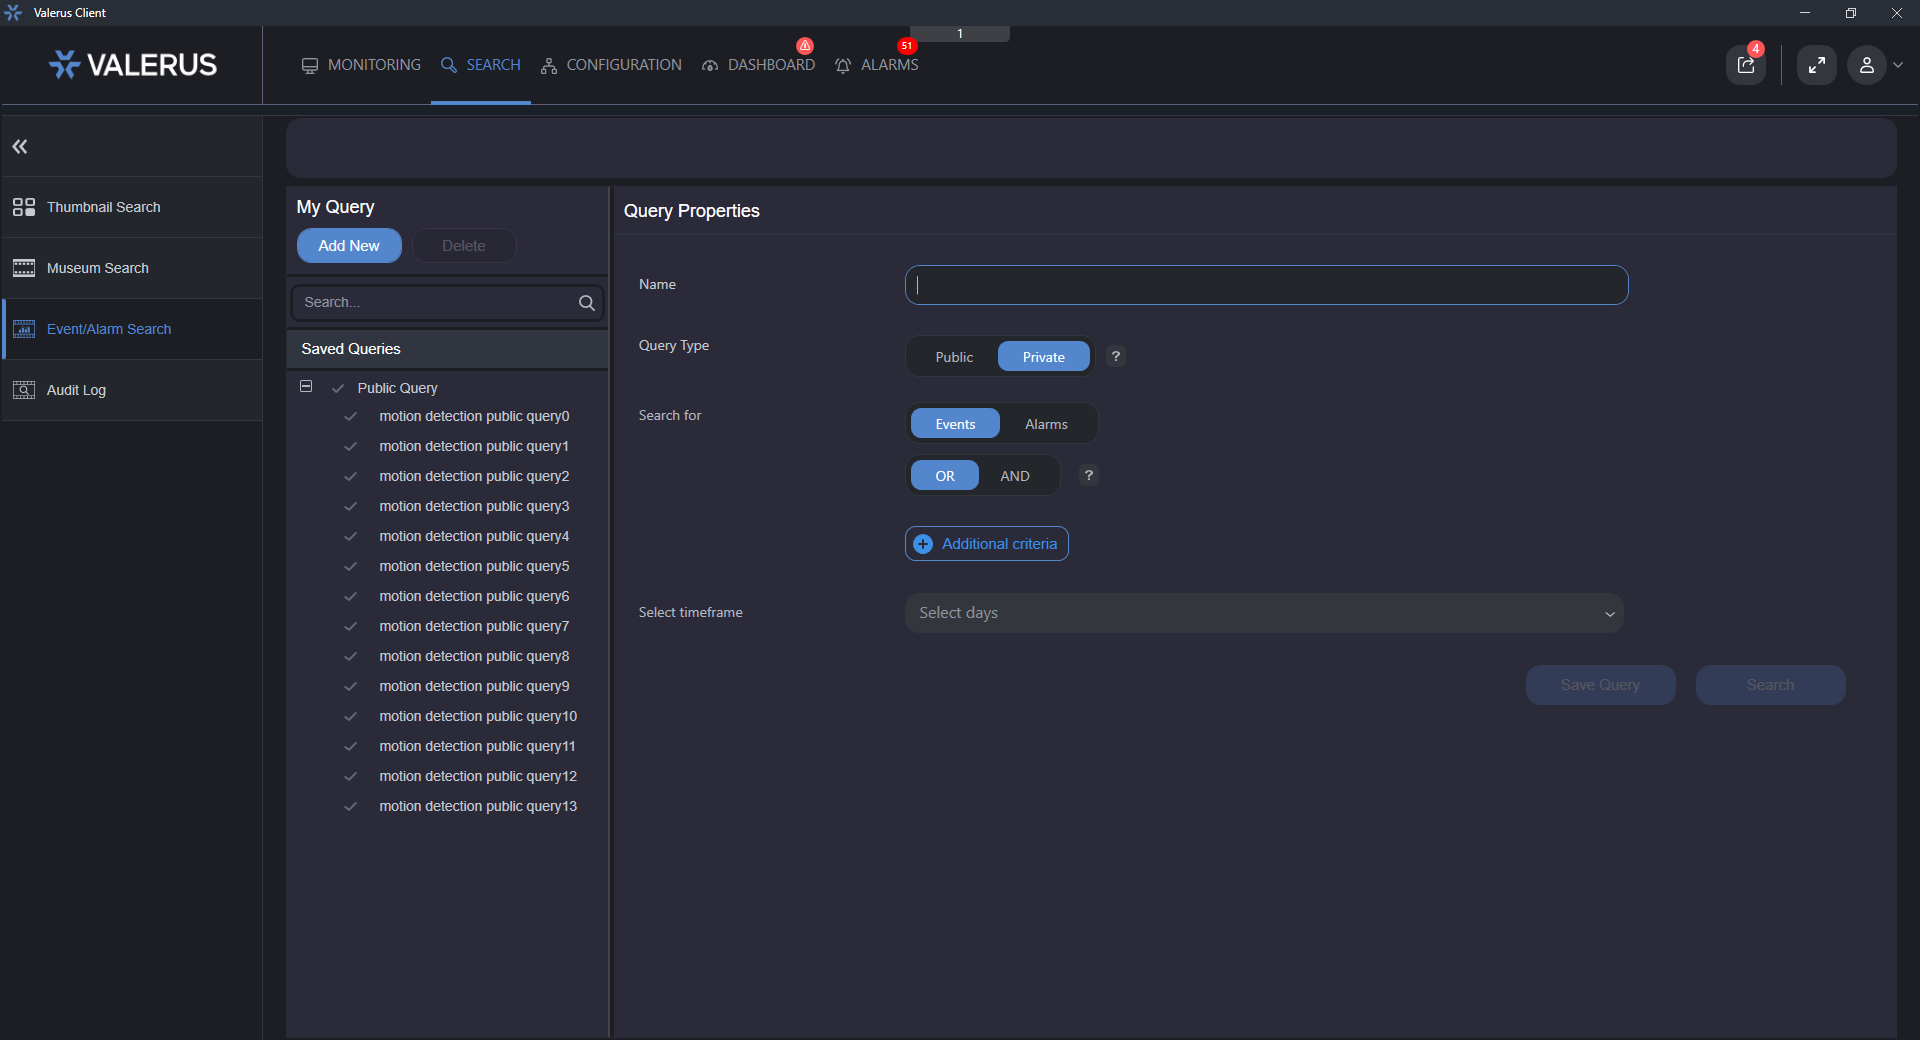 Valerus Client
1
VALERUS
MONITORING
SEARCH
CONFIGURATION
DASHBOARD
51
ALARMS
4
Thumbnail Search
Museum Search
Event/Alarm Search
Audit Log
My Query
Add New
Delete
Search...
Saved Queries
Public Query
motion detection public query0
motion detection public query1
motion detection public query2
motion detection public query3
motion detection public query4
motion detection public query5
motion detection public query6
motion detection public query7
motion detection public query8
motion detection public query9
motion detection public query10
motion detection public query11
motion detection public query12
motion detection public query13
Query Properties
Name
Query Type
Public
Private
?
Search for
Events
Alarms
OR
AND
?
Additional criteria
Select timeframe
Select days
Save Query
Search